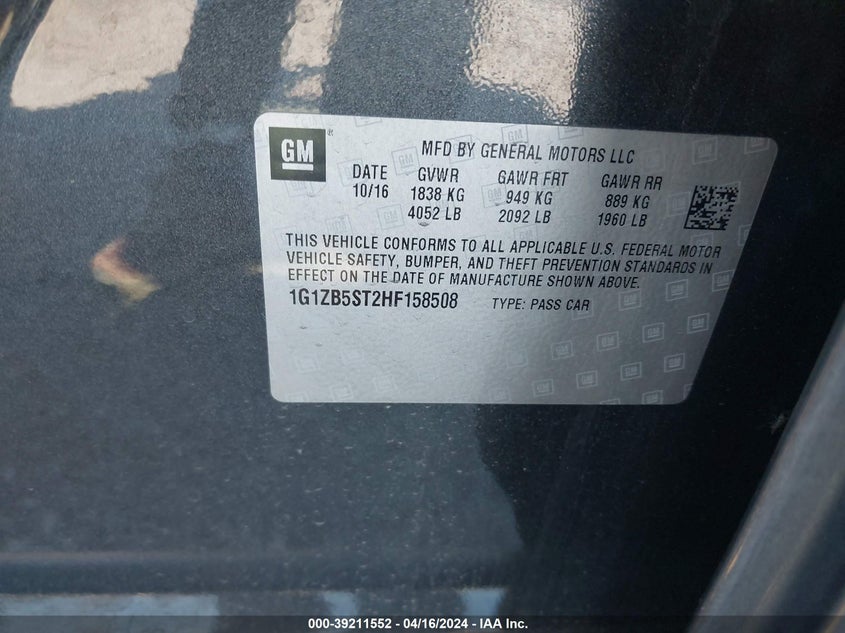 GM ®
MFD BY GENERAL MOTORS LLC
DATE GVWR GAWR FRT GAWR RR
10/16 1838 KG 949 KG 889 KG
4052 LB 2092 LB 1960 LB
THIS VEHICLE CONFORMS TO ALL APPLICABLE U.S. FEDERAL MOTOR
VEHICLE SAFETY, BUMPER, AND THEFT PREVENTION STANDARDS IN
EFFECT ON THE DATE OF MANUFACTURE SHOWN ABOVE.
1G1ZB5ST2HF158508 TYPE: PASS CAR
000-39211552 - 04/16/2024 - IAA Inc.